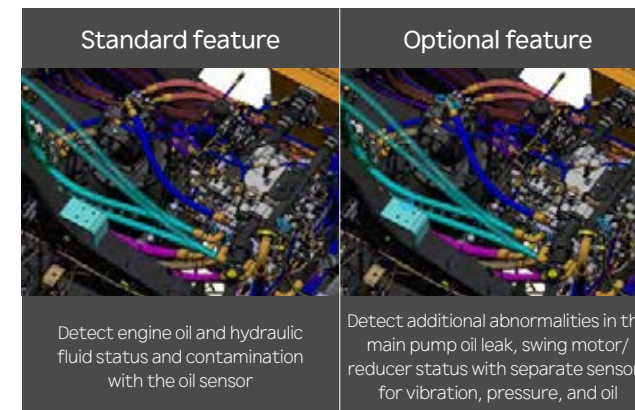 Standard feature
Optional feature
Detect engine oil and hydraulic
fluid status and contamination
with the oil sensor
Detect additional abnormalities in
main pump oil leak, swing motor/
reducer status with separate
for vibration, pressure, and oil